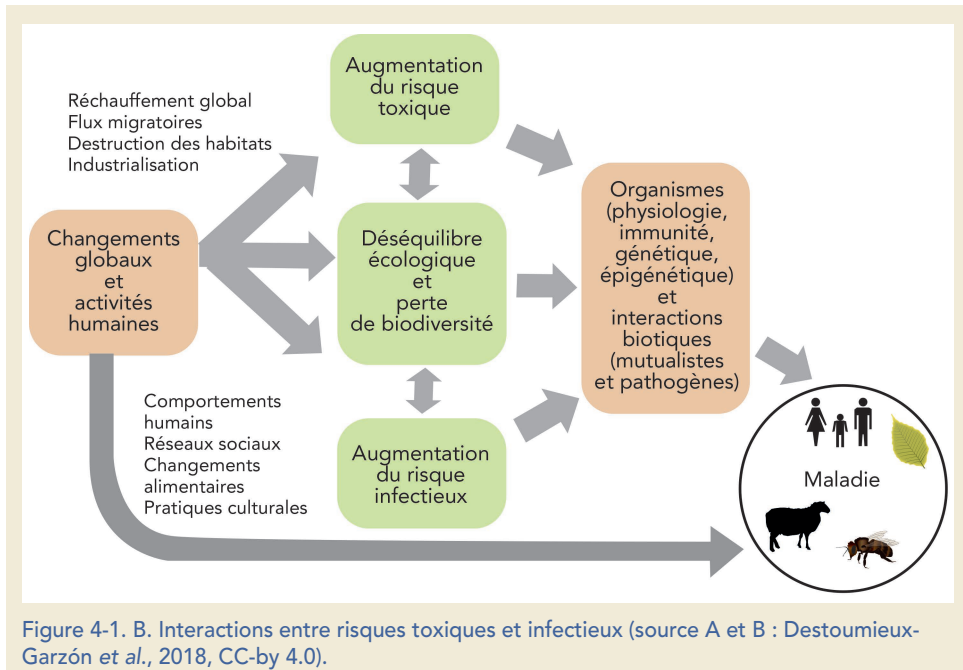 Réchauffement global
Flux migratoires
Destruction des habitats
Industrialisation
Augmentation
du risque
toxique
Changements
globaux
et
activités
humaines
Déséquilibre
écologique
et
perte
de biodiversité
Organismes
(physiologie,
immunité,
génétique,
épigénétique)
et
interactions
biotiques
(mutualistes
et pathogènes)
Comportements
humains
Réseaux sociaux
Changements
alimentaires
Pratiques culturales
Augmentation
du risque
infectieux
Maladie
Figure 4-1. B. Interactions entre risques toxiques et infectieux (source A et B : Destoumieux-
Garzón et al., 2018, CC-by 4.0).